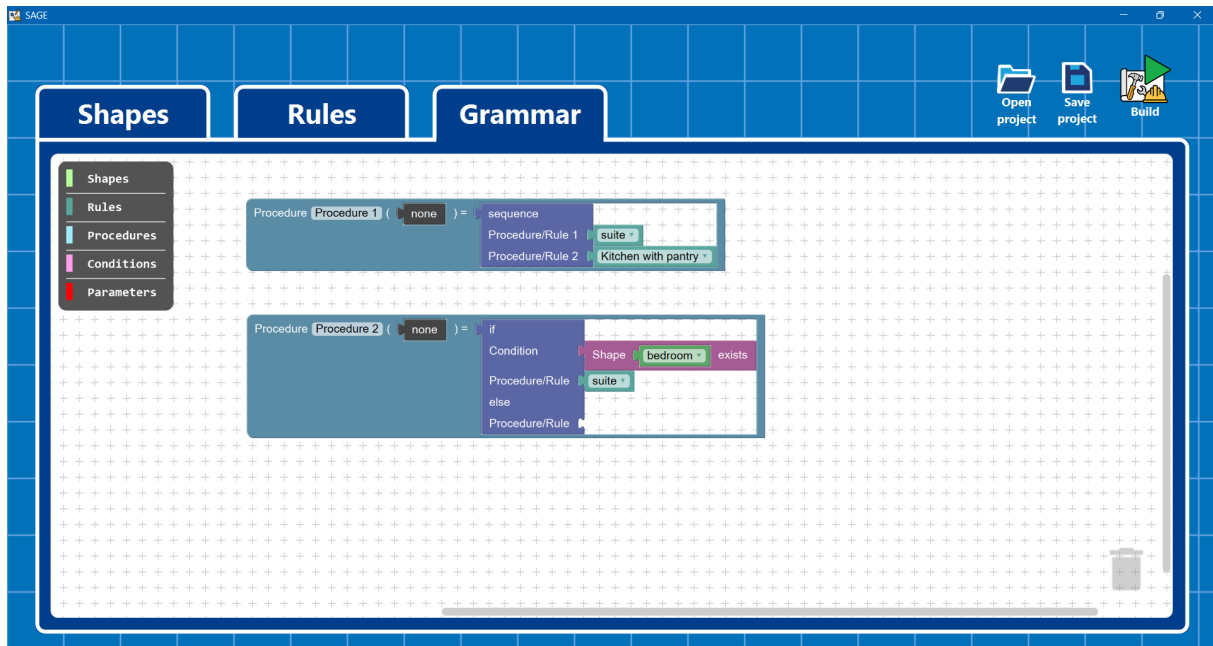 SAGE
Shapes
Rules
Grammar
Open project
Save project
Build
Shapes
Rules
Procedures
Conditions
Parameters
Procedure Procedure 1 ( none ) = sequence
Procedure/Rule 1 suite
Procedure/Rule 2 Kitchen with pantry
Procedure Procedure 2 ( none ) = if
Condition Shape bedroom exists
Procedure/Rule suite
else
Procedure/Rule